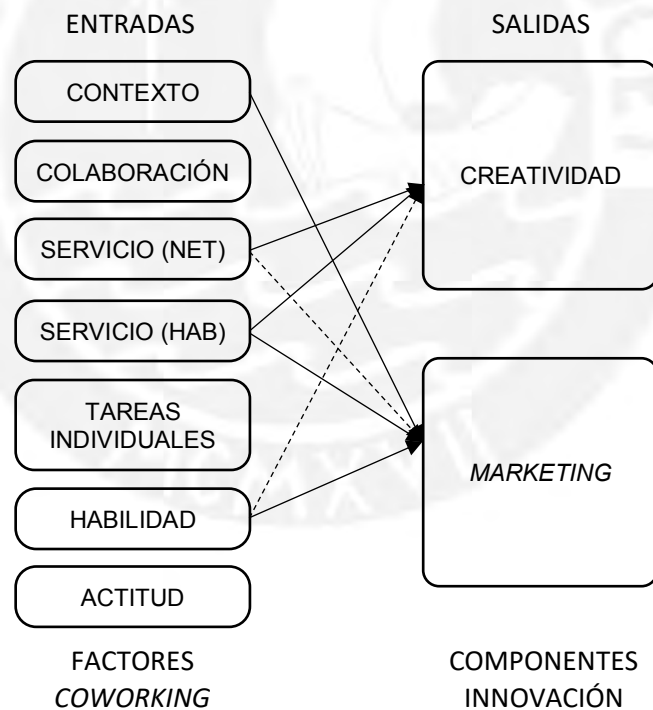 ENTRADAS
SALIDAS
CONTEXTO
COLABORACIÓN
SERVICIO (NET)
SERVICIO (HAB)
TAREAS
INDIVIDUALES
HABILIDAD
ACTITUD
CREATIVIDAD
MARKETING
FACTORES
COWORKING
COMPONENTES
INNOVACIÓN